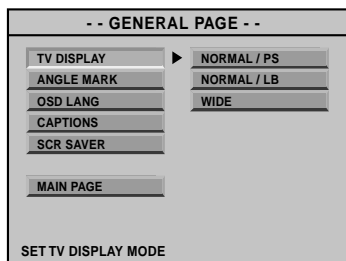 - - GENERAL PAGE - -
TV DISPLAY
NORMAL / PS
ANGLE MARK
NORMAL / LB
OSD LANG
WIDE
CAPTIONS
SCR SAVER
MAIN PAGE
SET TV DISPLAY MODE